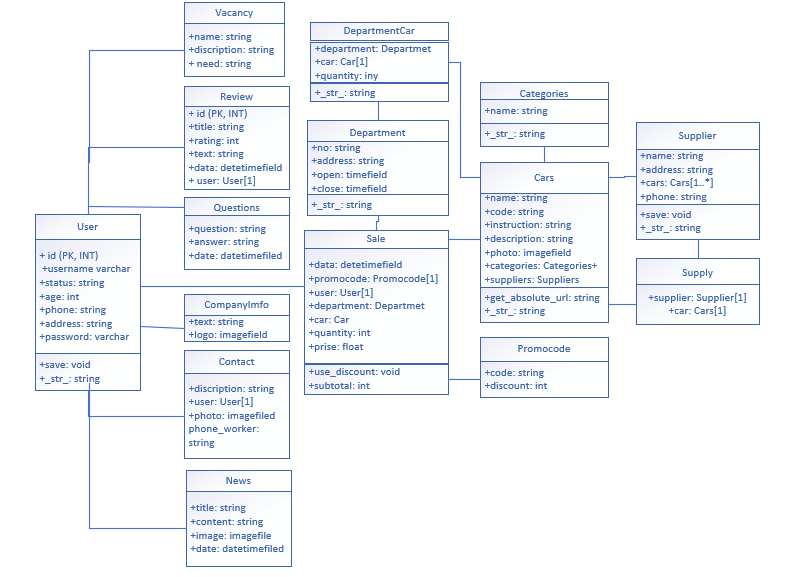 Vacancy
+name: string
+discription: string
+ need: string
Review
+ id (PK, INT)
+title: string
+rating: int
+text: string
+data: detetimefield
+ user: User[1]
Questions
+question: string
+answer: string
+date: datetimefiled
User
+ id (PK, INT)
+username varchar
+status: string
+age: int
+phone: string
+address: string
+password: varchar
+save: void
+_str_: string
CompanyImfo
+text: string
+logo: imagefield
Contact
+discription: string
+user: User[1]
+photo: imagefiled
phone_worker:
string
News
+title: string
+content: string
+image: imagefile
+date: datetimefiled
DepartmentCar
+department: Departmet
+car: Car[1]
+quantity: iny
+_str_: string
Department
+no: string
+address: string
+open: timefield
+close: timefield
+_str_: string
Sale
+data: detetimefield
+promocode: Promocode[1]
+user: User[1]
+department: Departmet
+car: Car
+quantity: int
+prise: float
+use_discount: void
+subtotal: int
Categories
+name: string
+_str_: string
Cars
+name: string
+code: string
+instruction: string
+description: string
+photo: imagefield
+categories: Categories+
+suppliers: Suppliers
+get_absolute_url: string
+_str_: string
Promocode
+code: string
+discount: int
Supplier
+name: string
+address: string
+cars: Cars[1..*]
+phone: string
+save: void
+_str_: string
Supply
+supplier: Supplier[1]
+car: Cars[1]